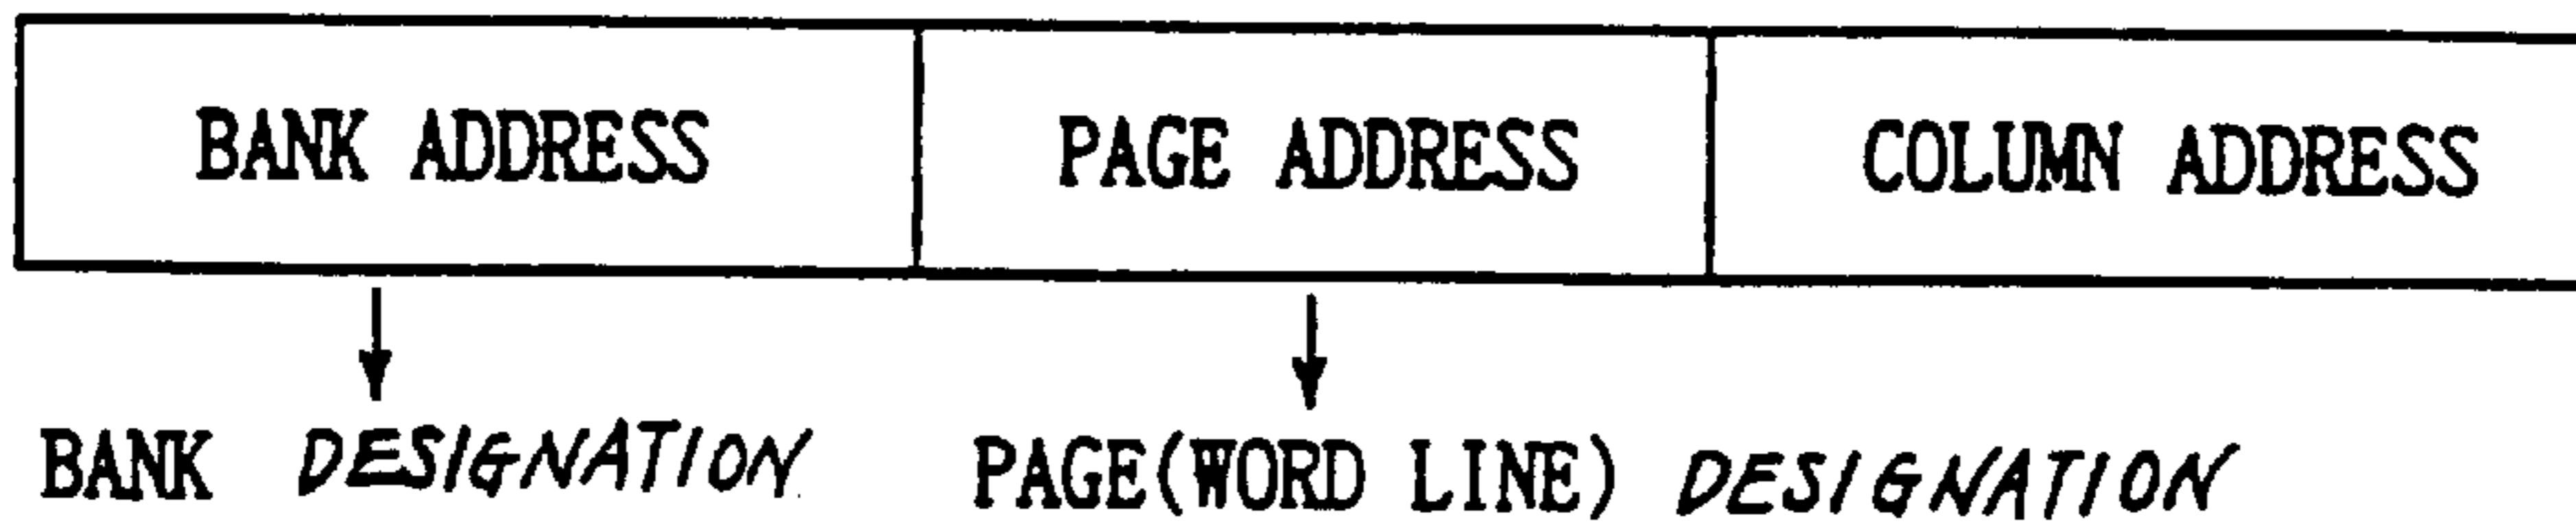 BANK ADDRESS PAGE ADDRESS COLUMN ADDRESS
BANK DESIGNATION PAGE(WORD LINE) DESIGNATION